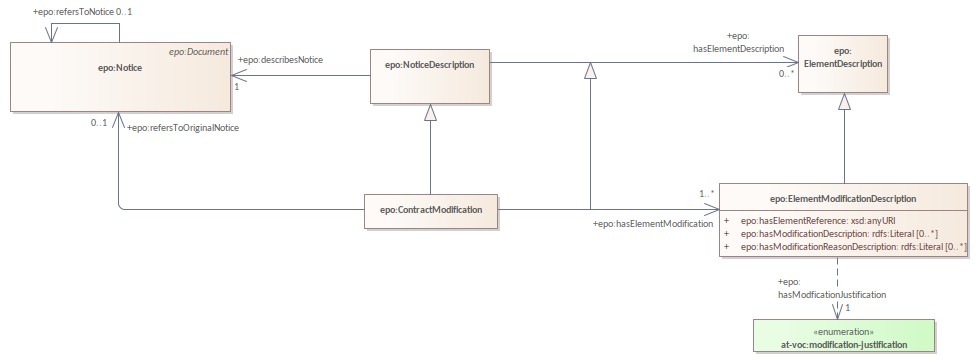 +epo:refersToNotice 0..1
epo:Document
epo:Notice
+epo:describesNotice
1
epo:NoticeDescription
+epo:
hasElementDescription
0..*
epo:
ElementDescription
0..1
+epo:refersToOriginalNotice
epo:ContractModification
1..*
+epo:hasElementModification
epo:ElementModificationDescription
+ epo:hasElementReference: xsd:anyURI
+ epo:hasModificationDescription: rdfs:Literal [0..*]
+ epo:hasModificationReasonDescription: rdfs:Literal [0..*]
+epo:
hasModficationJustification
1
«enumeration»
at-voc:modification-justification